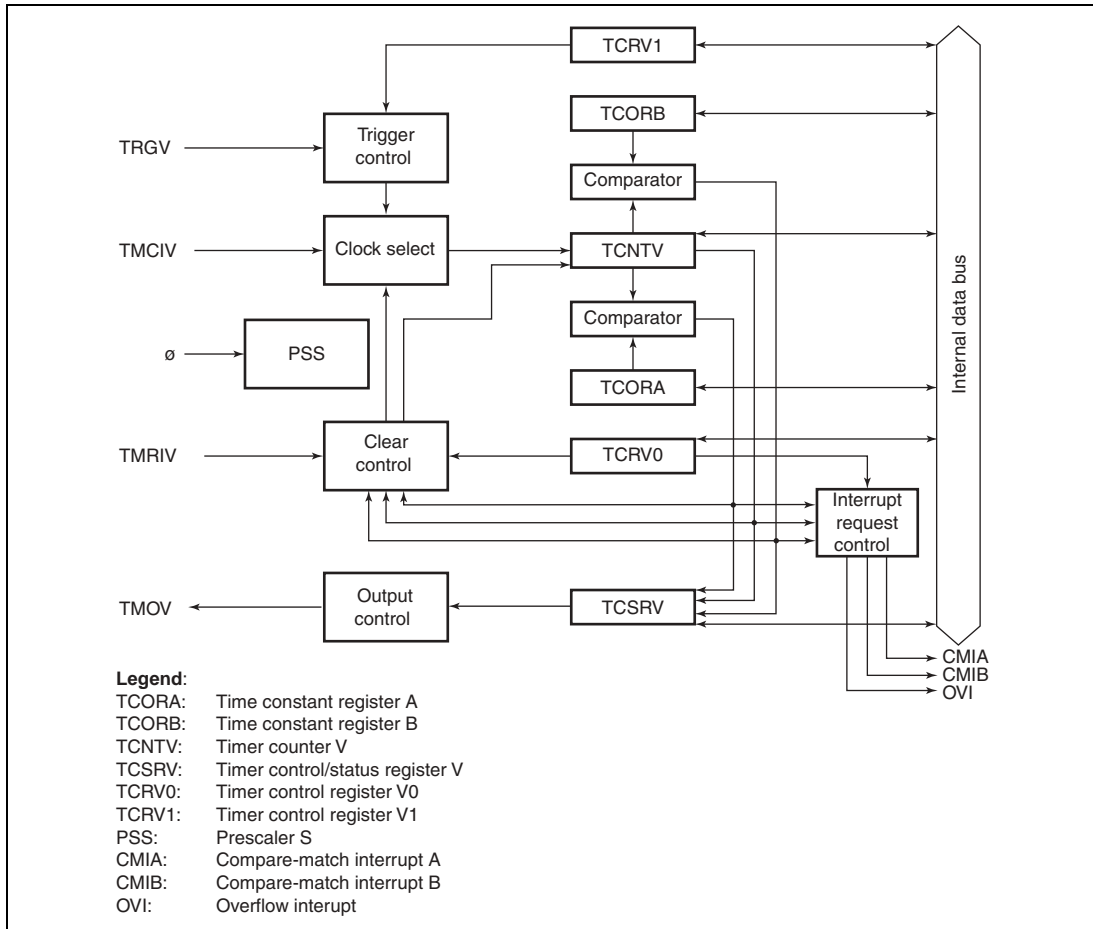 TCRV1
TCORB
TRGV
Trigger
control
Comparator
TMCIV
Clock select
TCNTV
Comparator
ø
PSS
TCORA
Internal data bus
TMRIV
Clear
control
TCRV0
Interrupt
request
control
TMOV
Output
control
TCSRV
CMIA
CMIB
OVI
Legend:
TCORA: Time constant register A
TCORB: Time constant register B
TCNTV: Timer counter V
TCSRV: Timer control/status register V
TCRV0: Timer control register V0
TCRV1: Timer control register V1
PSS: Prescaler S
CMIA: Compare-match interrupt A
CMIB: Compare-match interrupt B
OVI: Overflow interupt